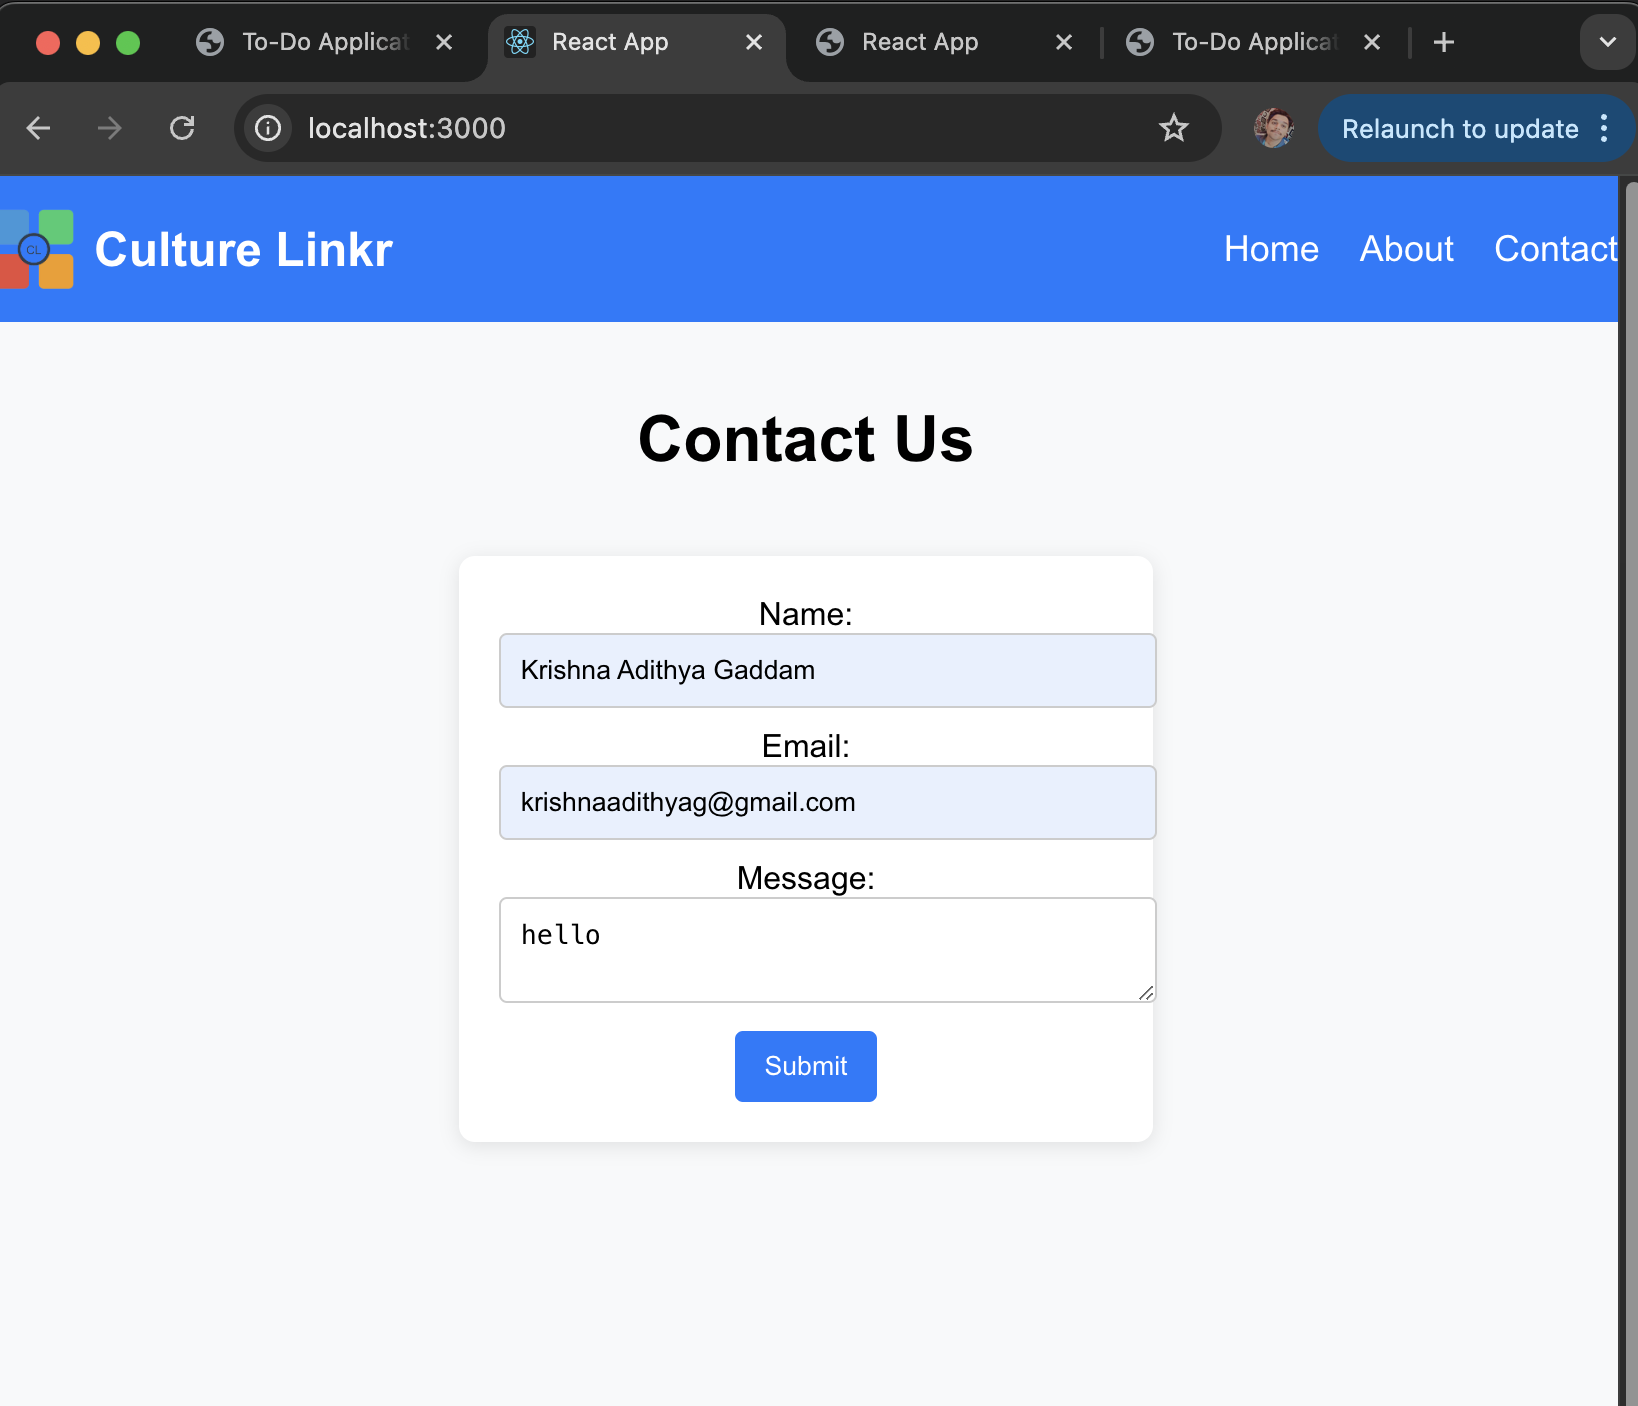 To-Do Applicat
React App
React App
To-Do Applicat
localhost:3000
Relaunch to update
CL
Culture Linkr
Home
About
Contact
Contact Us
Name:
Krishna Adithya Gaddam
Email:
krishnaadithyag@gmail.com
Message:
hello
Submit